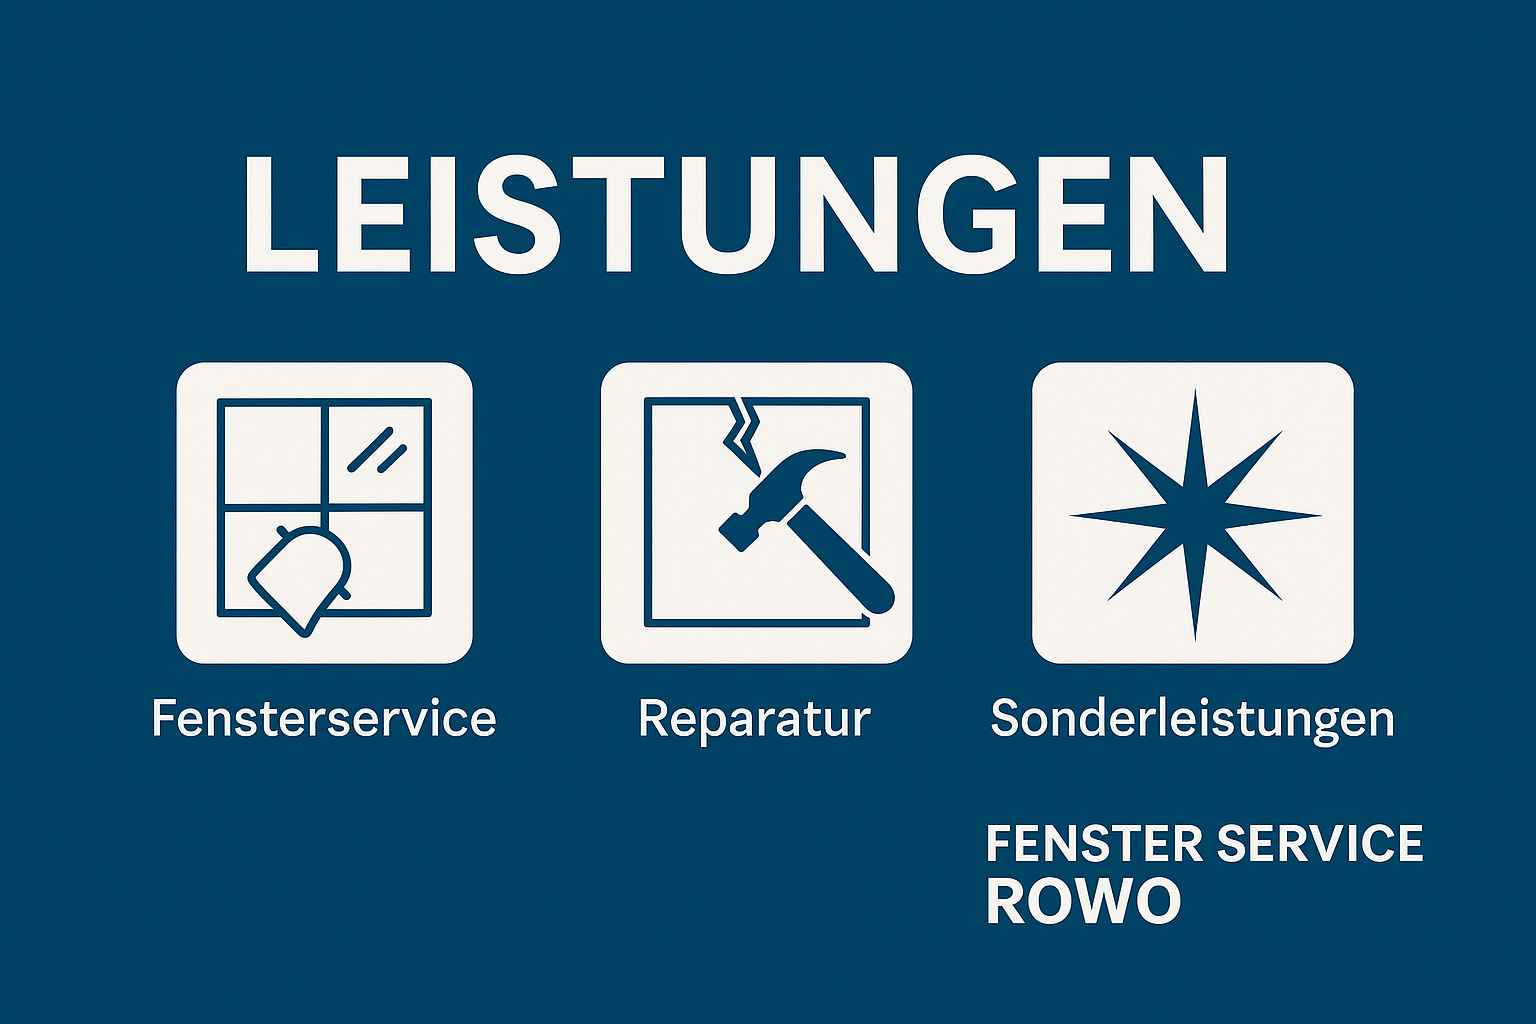 LEISTUNGEN
Fensterservice
Reparatur
Sonderleistungen
FENSTER SERVICE
ROWO